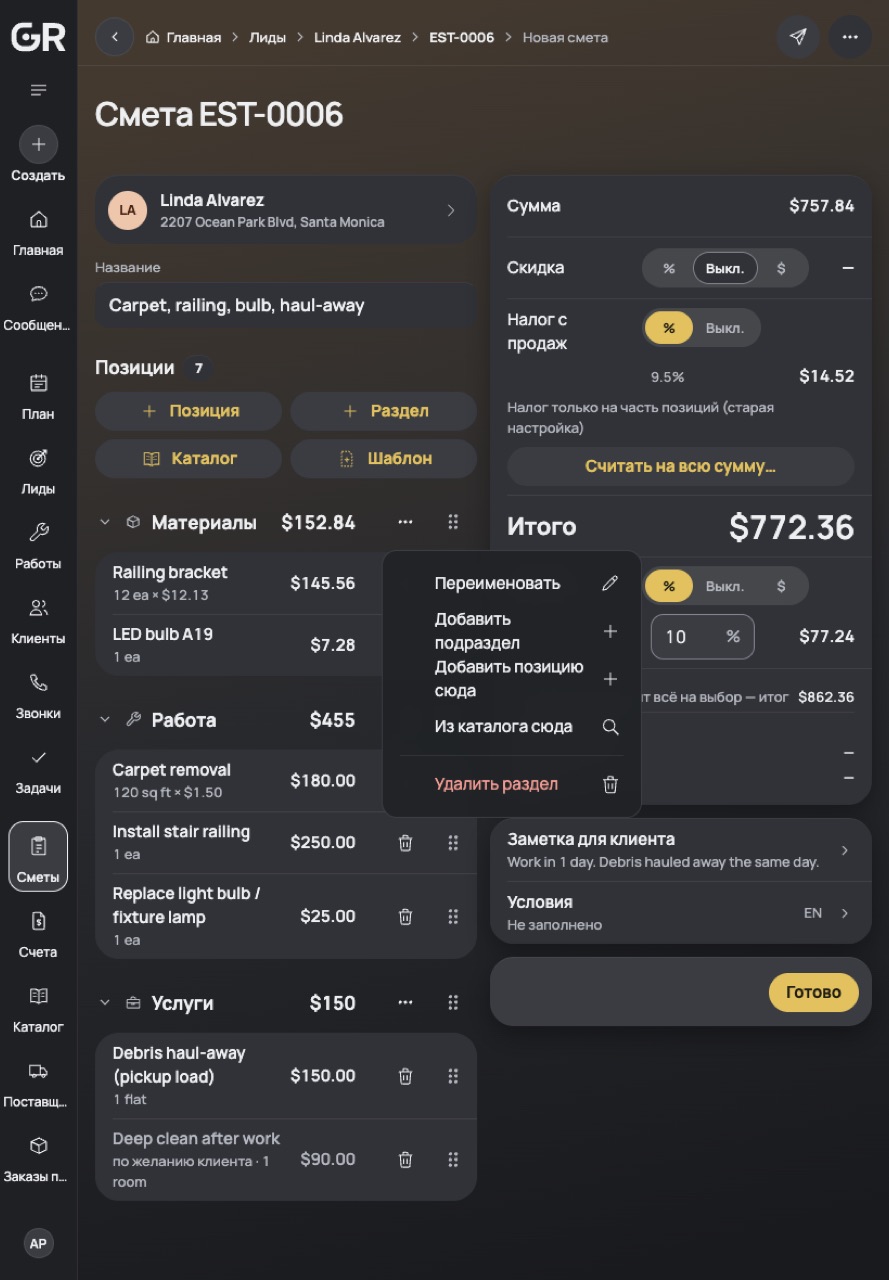 GR
Главная
Лиды
Linda Alvarez
EST-0006
Новая смета
Смета EST-0006
Создать
Главная
Сообщен...
План
Лиды
Работы
Клиенты
Звонки
Задачи
Сметы
Счета
Каталог
Поставщ...
Заказы п...
AP
LA
Linda Alvarez
2207 Ocean Park Blvd, Santa Monica
Название
Carpet, railing, bulb, haul-away
Позиции 7
Позиция
Раздел
Каталог
Шаблон
Материалы $152.84
Railing bracket
12 ea × $12.13
$145.56
LED bulb A19
1 ea
$7.28
Работа $455
Carpet removal
120 sq ft × $1.50
$180.00
Install stair railing
1 ea
$250.00
Replace light bulb /
fixture lamp
1 ea
$25.00
Услуги $150
Debris haul-away
(pickup load)
1 flat
$150.00
Deep clean after work
по желанию клиента · 1
room
$90.00
Переименовать
Добавить
подраздел
Добавить позицию
сюда
Из каталога сюда
Удалить раздел
Сумма $757.84
Скидка % Выкл. $ –
Налог с
продаж
% Выкл.
9.5% $14.52
Налог только на часть позиций (старая
настройка)
Считать на всю сумму...
Итого $772.36
% Выкл. $
10 % $77.24
т всё на выбор — итог $862.36
–
–
Заметка для клиента
Work in 1 day. Debris hauled away the same day.
Условия
Не заполнено
EN
Готово